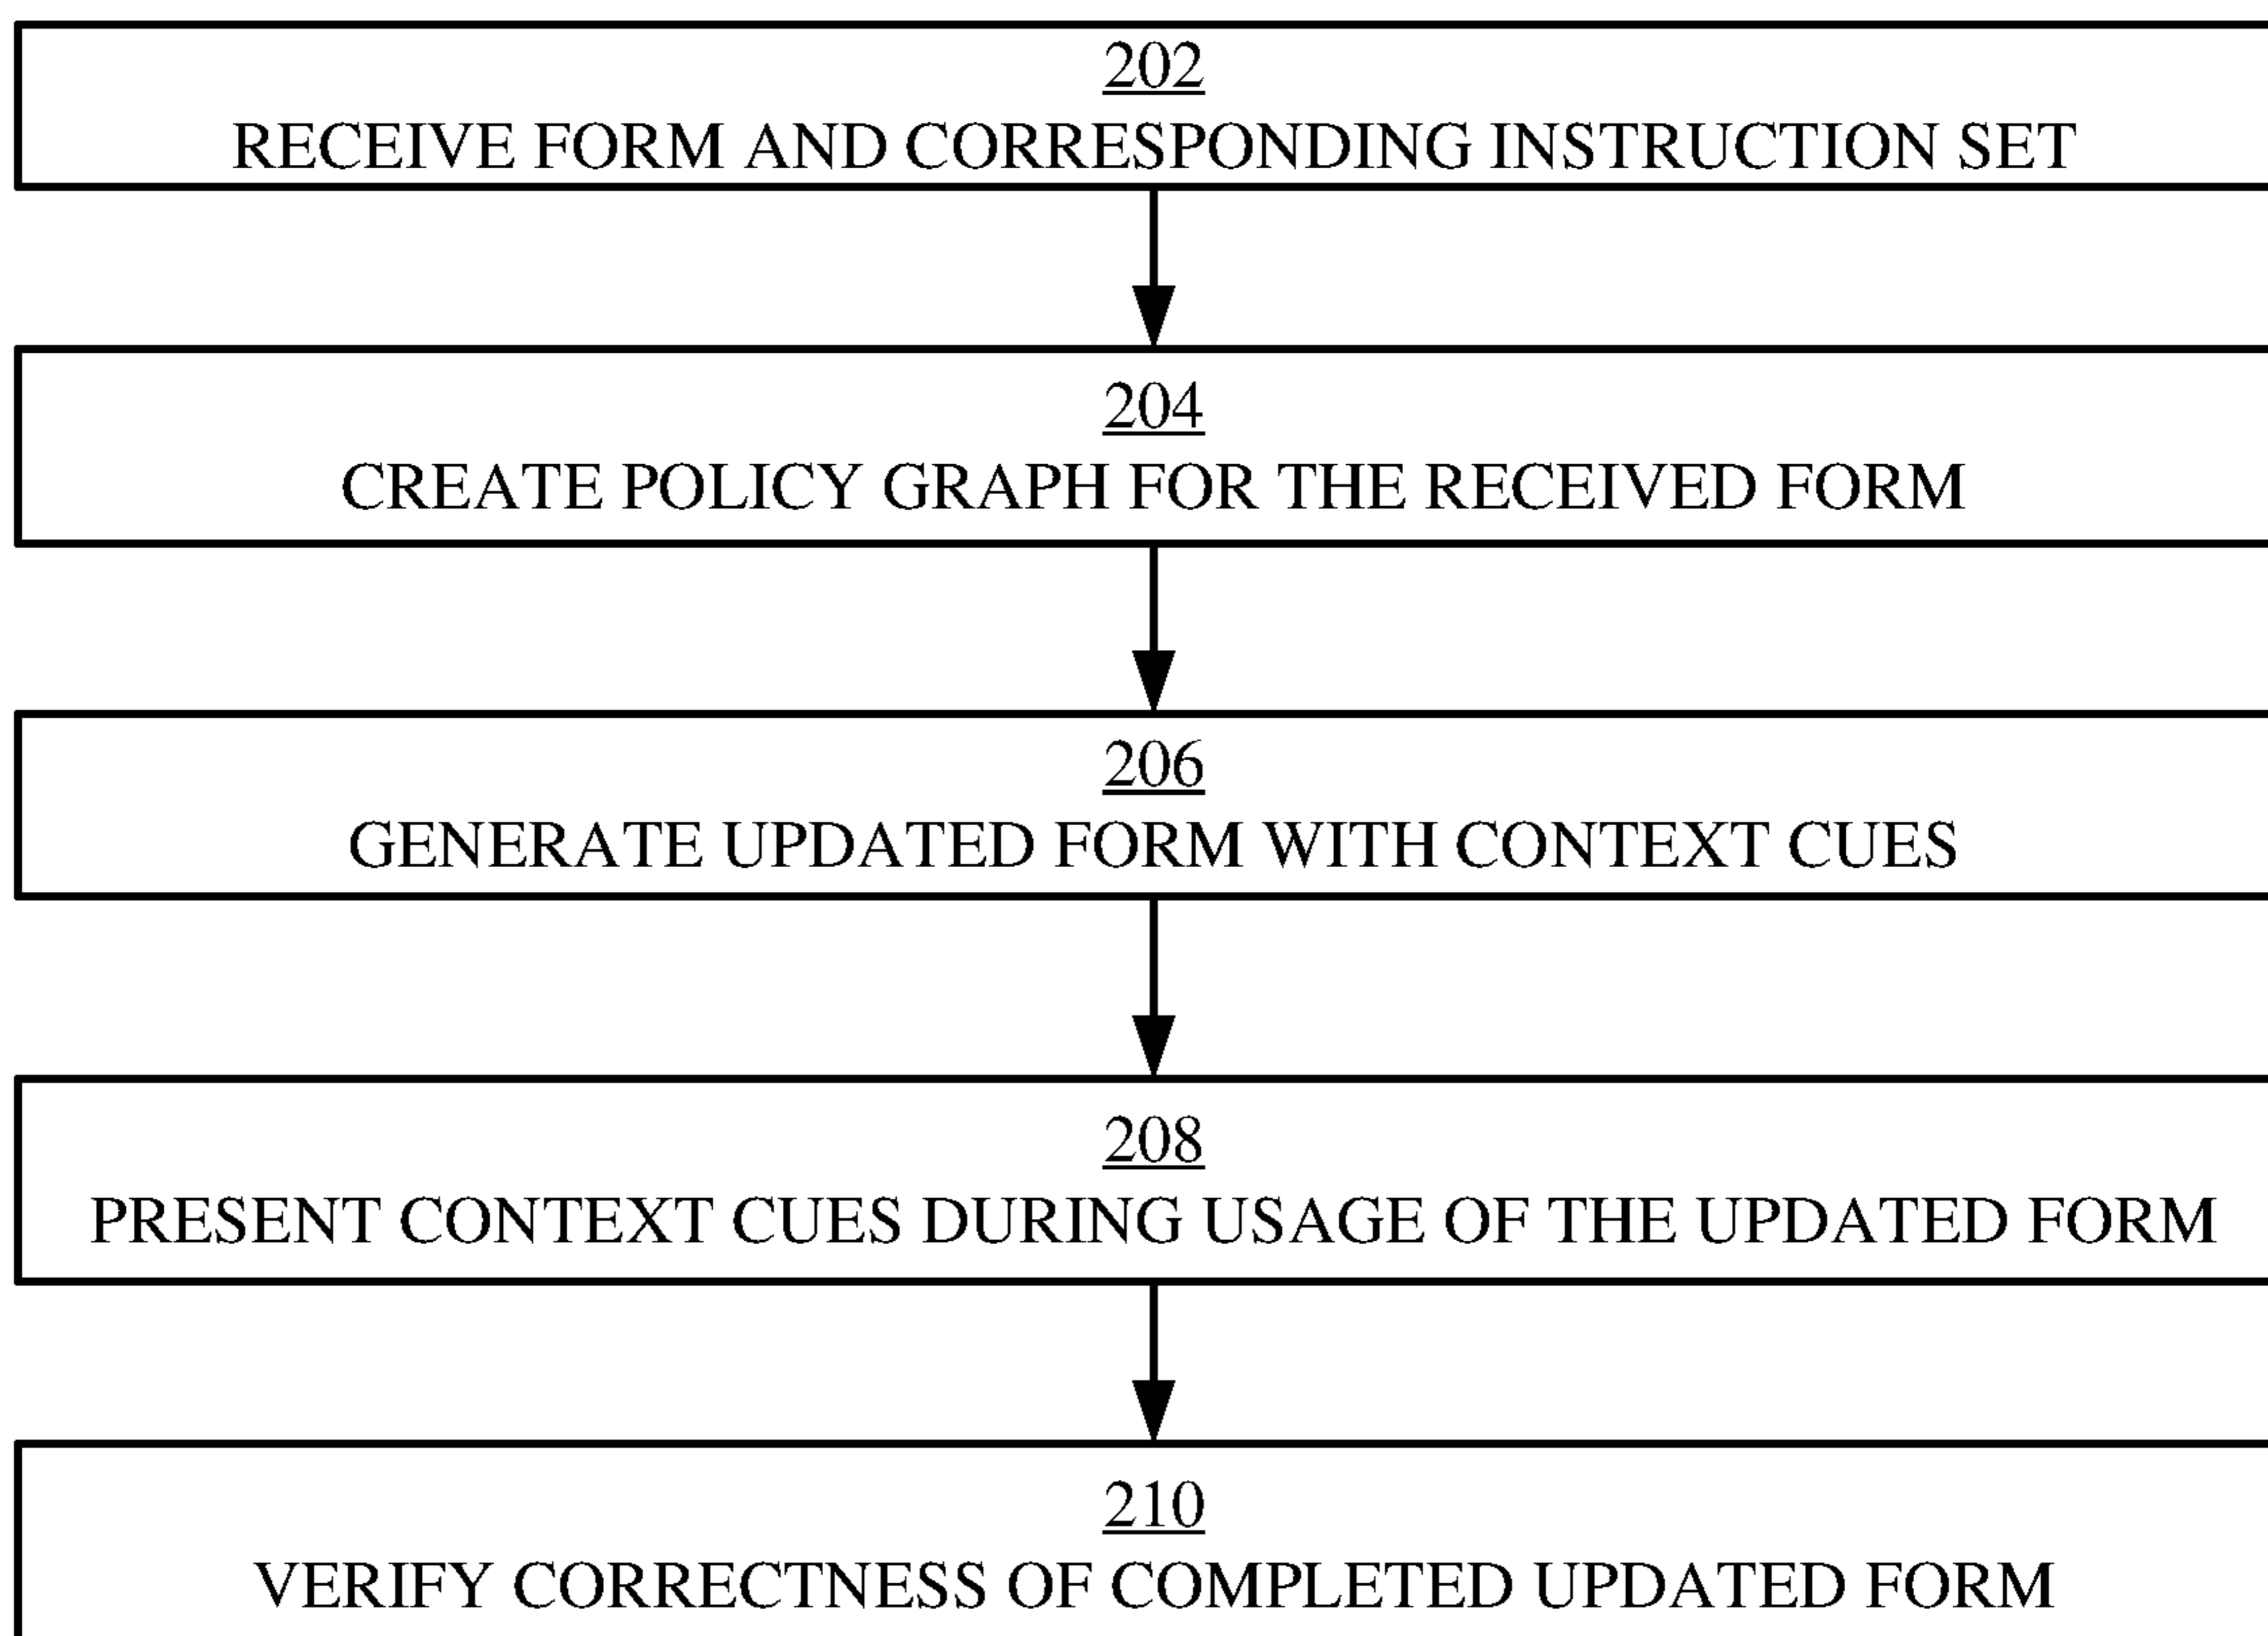 202
RECEIVE FORM AND CORRESPONDING INSTRUCTION SET
204
CREATE POLICY GRAPH FOR THE RECEIVED FORM
206
GENERATE UPDATED FORM WITH CONTEXT CUES
208
PRESENT CONTEXT CUES DURING USAGE OF THE UPDATED FORM
210
VERIFY CORRECTNESS OF COMPLETED UPDATED FORM